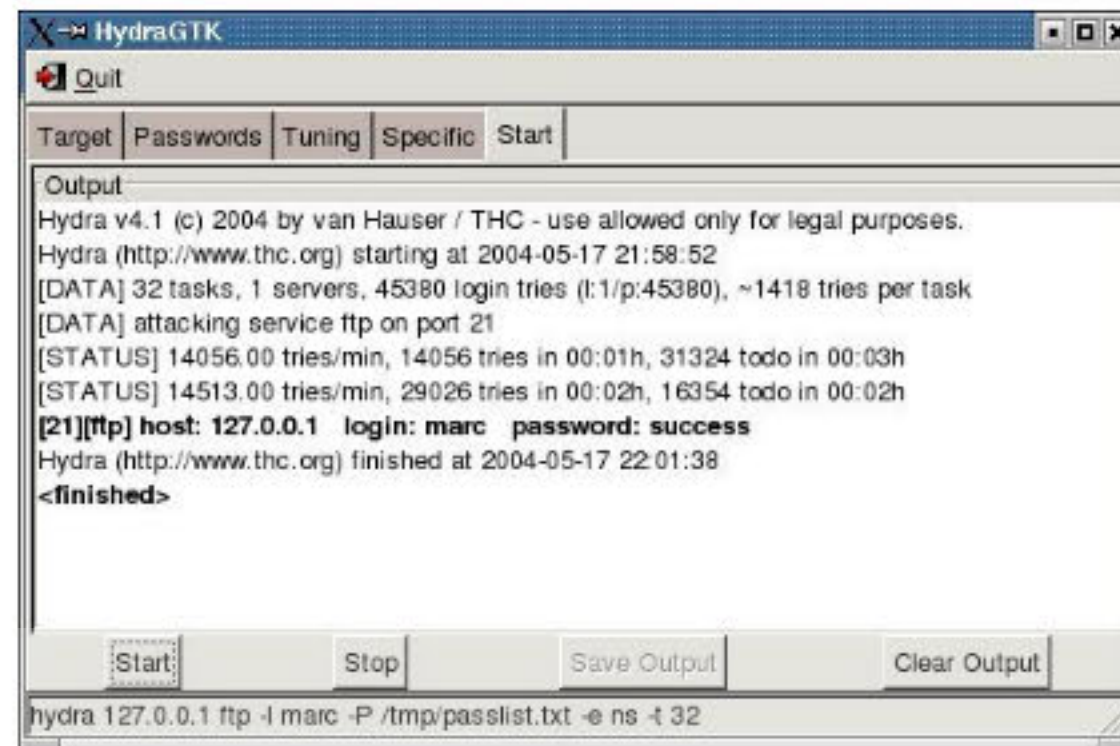 HydraGTK
Quit
Target Passwords Tuning Specific Start
Output
Hydra v4.1 (c) 2004 by van Hauser / THC - use allowed only for legal purposes.
Hydra (http://www.thc.org) starting at 2004-05-17 21:58:52
[DATA] 32 tasks, 1 servers, 45380 login tries (l:1/p:45380), ~1418 tries per task
[DATA] attacking service ftp on port 21
[STATUS] 14056.00 tries/min, 14056 tries in 00:01h, 31324 todo in 00:03h
[STATUS] 14513.00 tries/min, 29026 tries in 00:02h, 16354 todo in 00:02h
[21][ftp] host: 127.0.0.1 login: marc password: success
Hydra (http://www.thc.org) finished at 2004-05-17 22:01:38
<finished>
Start Stop Save Output Clear Output
hydra 127.0.0.1 ftp -l marc -P /tmp/passlist.txt -e ns -t 32